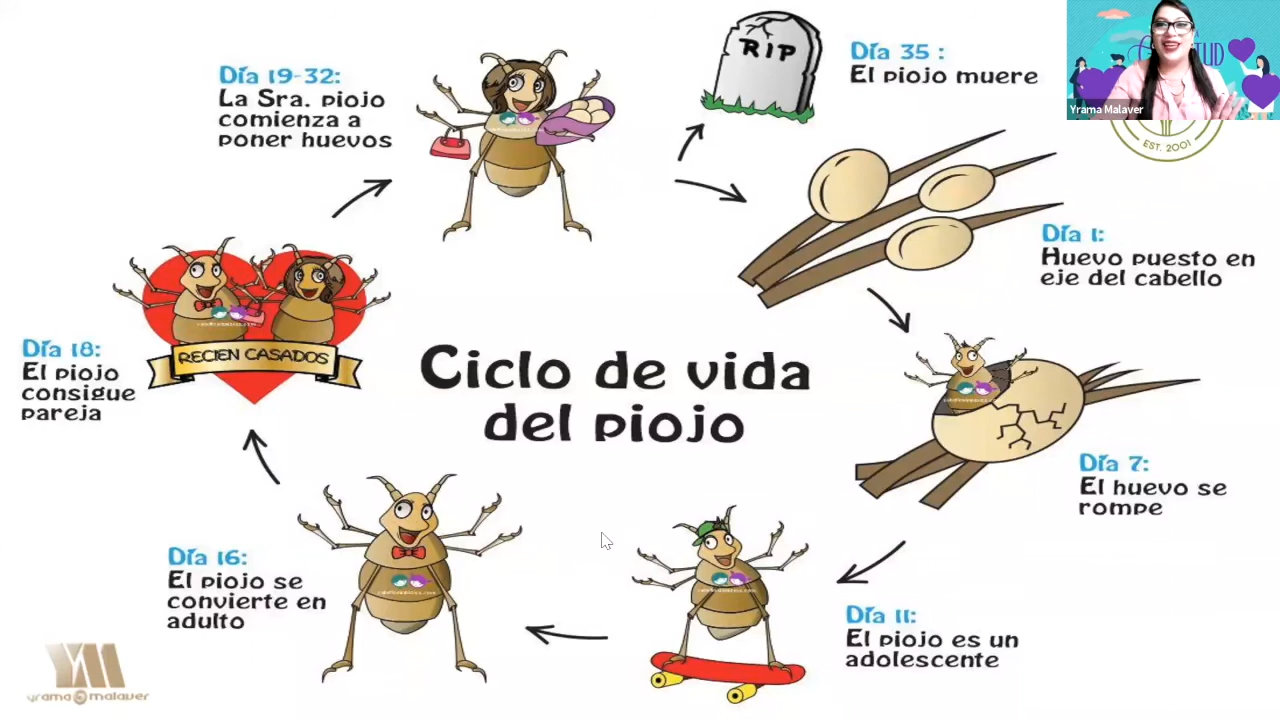 Ciclo de vida
del piojo
Día 1:
Huevo puesto en
eje del cabello
Día 7:
El huevo se
rompe
Día 11:
El piojo es un
adolescente
Día 16:
El piojo se
convierte en
adulto
Día 18:
El piojo
consigue
pareja
RECIEN CASADOS
Día 19-32:
La Sra. piojo
comienza a
poner huevos
RIP
Día 35 :
El piojo muere
Yrama Malaver
EST. 2001
YM
yrama malaver